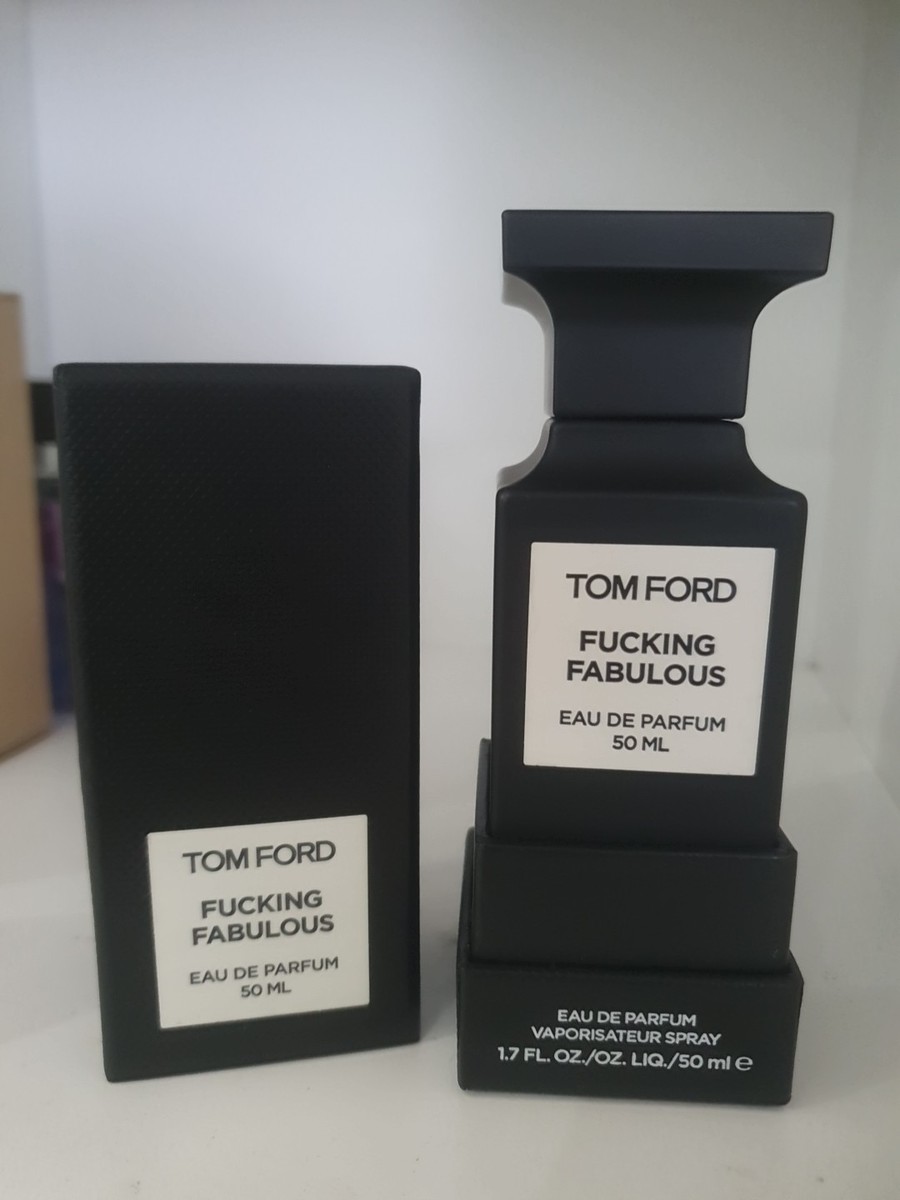 TOM FORD
FUCKING
FABULOUS
EAU DE PARFUM
50 ML
TOM FORD
FUCKING
FABULOUS
EAU DE PARFUM
50 ML
EAU DE PARFUM
VAPORISATEUR SPRAY
1.7 FL. OZ./OZ. LIQ./50 ml ℮